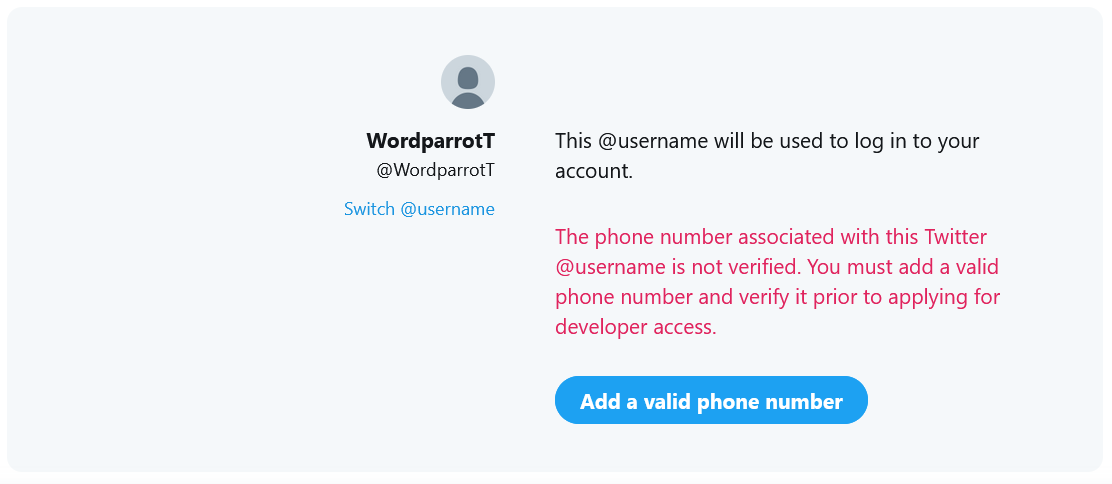 WordparrotT
@WordparrotT
Switch @username
This @username will be used to log in to your
account.
The phone number associated with this Twitter
@username is not verified. You must add a valid
phone number and verify it prior to applying for
developer access.
Add a valid phone number